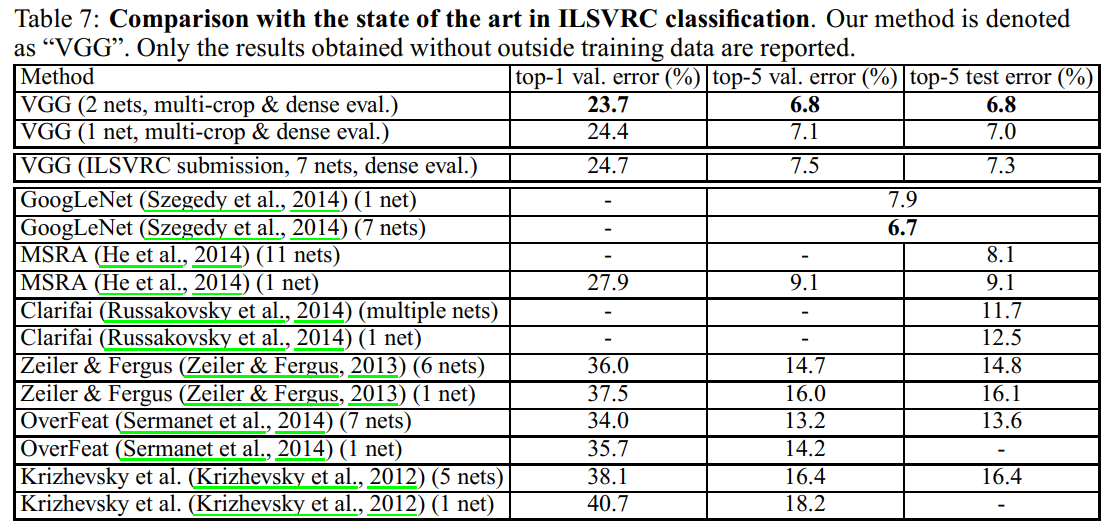 Table 7: Comparison with the state of the art in ILSVRC classification. Our method is denoted
as “VGG”. Only the results obtained without outside training data are reported.
Method top-1 val. error (%) top-5 val. error (%) top-5 test error (%)
VGG (2 nets, multi-crop & dense eval.) 23.7 6.8 6.8
VGG (1 net, multi-crop & dense eval.) 24.4 7.1 7.0
VGG (ILSVRC submission, 7 nets, dense eval.) 24.7 7.5 7.3
GoogLeNet (Szegedy et al., 2014) (1 net) - 7.9
GoogLeNet (Szegedy et al., 2014) (7 nets) - 6.7
MSRA (He et al., 2014) (11 nets) - - 8.1
MSRA (He et al., 2014) (1 net) 27.9 9.1 9.1
Clarifai (Russakovsky et al., 2014) (multiple nets) - - 11.7
Clarifai (Russakovsky et al., 2014) (1 net) - - 12.5
Zeiler & Fergus (Zeiler & Fergus, 2013) (6 nets) 36.0 14.7 14.8
Zeiler & Fergus (Zeiler & Fergus, 2013) (1 net) 37.5 16.0 16.1
OverFeat (Sermanet et al., 2014) (7 nets) 34.0 13.2 13.6
OverFeat (Sermanet et al., 2014) (1 net) 35.7 14.2 -
Krizhevsky et al. (Krizhevsky et al., 2012) (5 nets) 38.1 16.4 16.4
Krizhevsky et al. (Krizhevsky et al., 2012) (1 net) 40.7 18.2 -